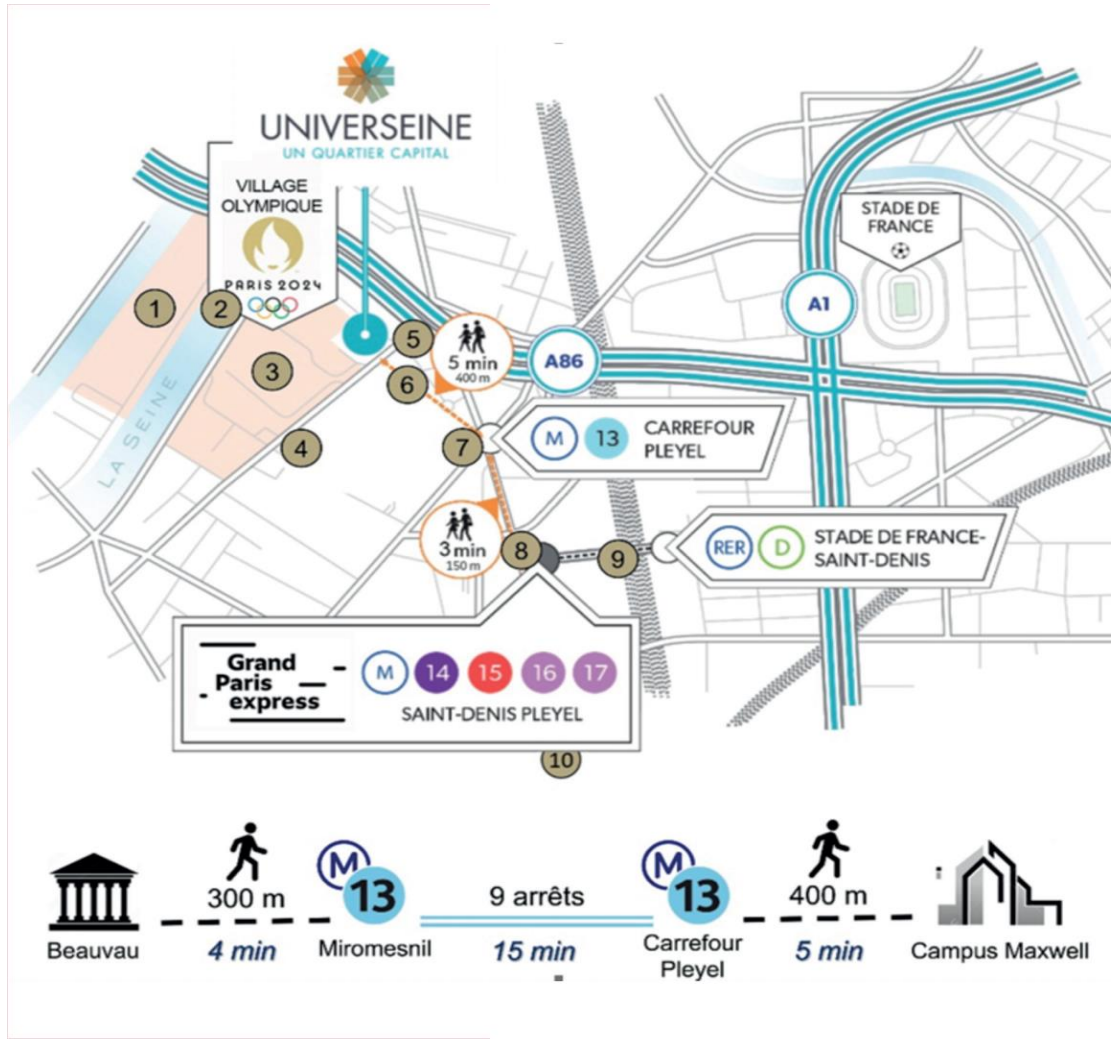 UNIVERSEINE
UN QUARTIER CAPITAL
VILLAGE
OLYMPIQUE
PARIS 2024
STADE DE
FRANCE
1
2
3
4
5
6
7
8
9
10
5 min
400 m
A86
A1
LA SEINE
M 13 CARREFOUR
PLEYEL
3 min
150 m
RER D STADE DE FRANCE-
SAINT-DENIS
Grand
Paris
express
M 14 15 16 17
SAINT-DENIS PLEYEL
300 m
M
13
9 arrêts
M
13
400 m
Beauvau
4 min
Miromesnil
15 min
Carrefour
Pleyel
5 min
Campus Maxwell